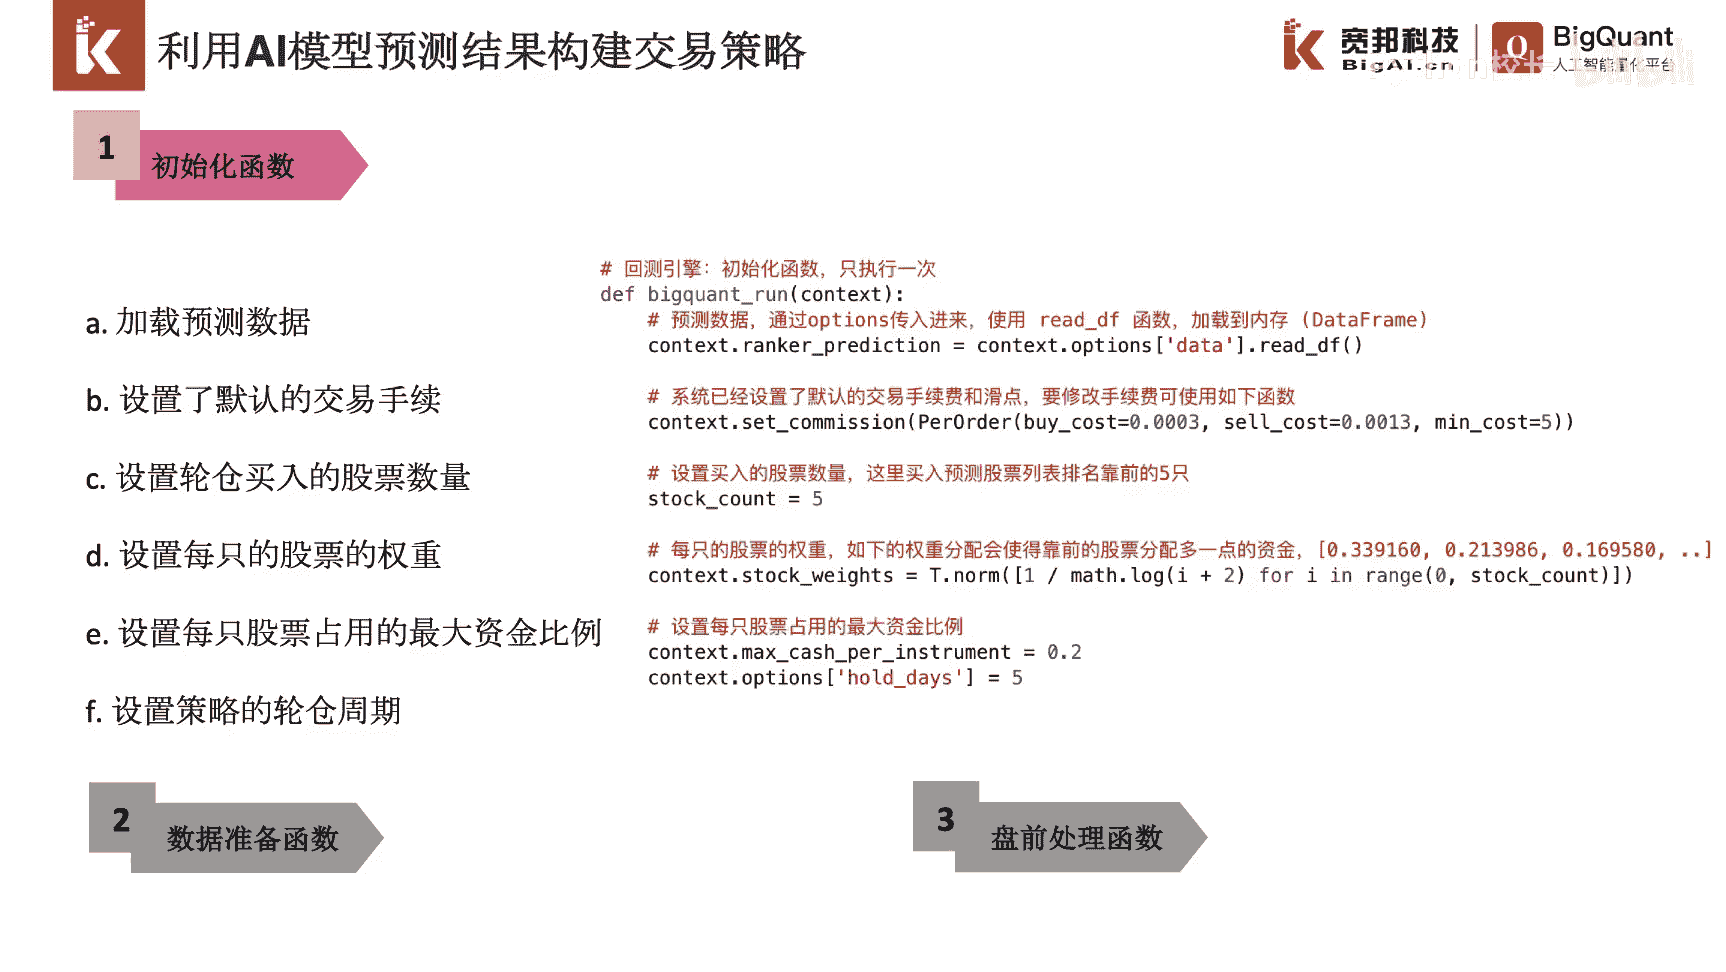 利用AI模型预测结果构建交易策略
宽邦科技
BigAI.cn
Q
BigQuant
人工智能量化平台
1
初始化函数
a. 加载预测数据
b. 设置了默认的交易手续
c. 设置轮仓买入的股票数量
d. 设置每只的股票的权重
e. 设置每只股票占用的最大资金比例
f. 设置策略的轮仓周期
# 回测引擎：初始化函数，只执行一次
def bigquant_run(context):
# 预测数据，通过options传入进来，使用 read_df 函数，加载到内存 (DataFrame)
context.ranker_prediction = context.options['data'].read_df()
# 系统已经设置了默认的交易手续费和滑点，要修改手续费可使用如下函数
context.set_commission(PerOrder(buy_cost=0.0003, sell_cost=0.0013, min_cost=5))
# 设置买入的股票数量，这里买入预测股票列表排名靠前的5只
stock_count = 5
# 每只的股票的权重，如下的权重分配会使得靠前的股票分配多一点的资金，[0.339160, 0.213986, 0.169580, ..]
context.stock_weights = T.norm([1 / math.log(i + 2) for i in range(0, stock_count)])
# 设置每只股票占用的最大资金比例
context.max_cash_per_instrument = 0.2
context.options['hold_days'] = 5
2
数据准备函数
3
盘前处理函数